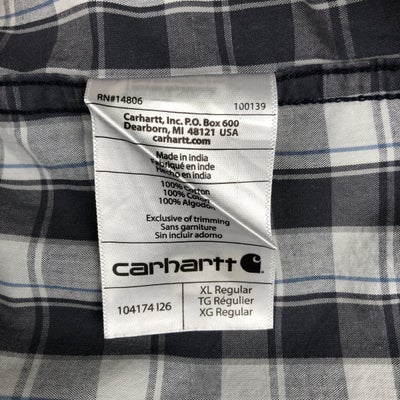 RN#14806 100139
Carhartt, Inc. P.O. Box 600
Dearborn, MI 48121 USA
carhartt.com
Made in India
Fabriqué en inde
Hecho en india
100% Cotton
100% Coton
100% Algodon
Exclusive of trimming
Sans garniture
Sin incluir adorno
carhartt
104174 I26
XL Regular
TG Régulier
XG Regular